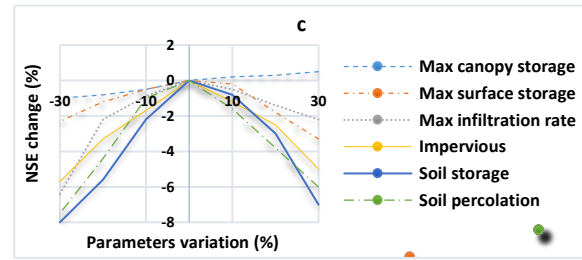 c
2
0
-2
-4
-6
-8
-30
-10
10
30
NSE change (%)
Parameters variation (%)
Max canopy storage
Max surface storage
Max infiltration rate
Impervious
Soil storage
Soil percolation